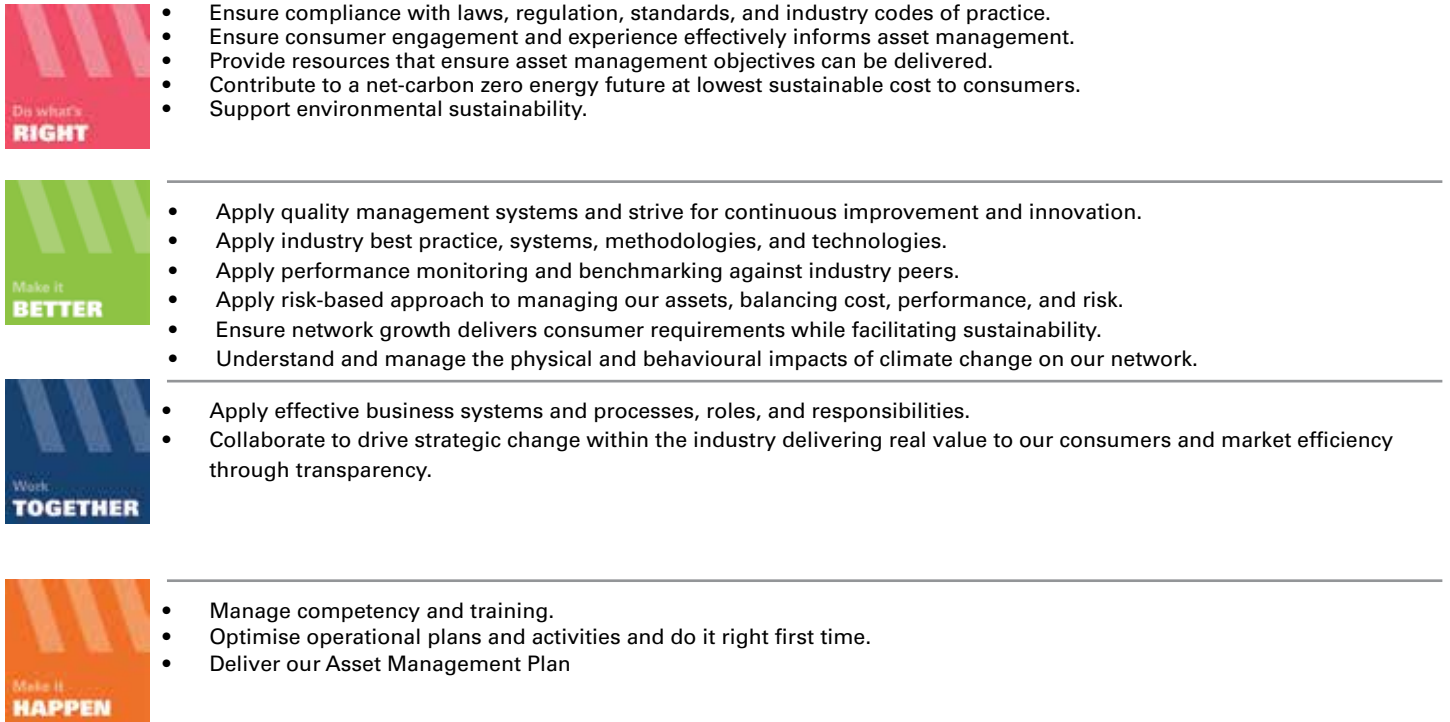 • Ensure compliance with laws, regulation, standards, and industry codes of practice.
• Ensure consumer engagement and experience effectively informs asset management.
• Provide resources that ensure asset management objectives can be delivered.
• Contribute to a net-carbon zero energy future at lowest sustainable cost to consumers.
• Support environmental sustainability.
Do what's
RIGHT
• Apply quality management systems and strive for continuous improvement and innovation.
• Apply industry best practice, systems, methodologies, and technologies.
• Apply performance monitoring and benchmarking against industry peers.
• Apply risk-based approach to managing our assets, balancing cost, performance, and risk.
• Ensure network growth delivers consumer requirements while facilitating sustainability.
• Understand and manage the physical and behavioural impacts of climate change on our network.
Make it
BETTER
• Apply effective business systems and processes, roles, and responsibilities.
• Collaborate to drive strategic change within the industry delivering real value to our consumers and market efficiency
through transparency.
Work
TOGETHER
• Manage competency and training.
• Optimise operational plans and activities and do it right first time.
• Deliver our Asset Management Plan
Make it
HAPPEN